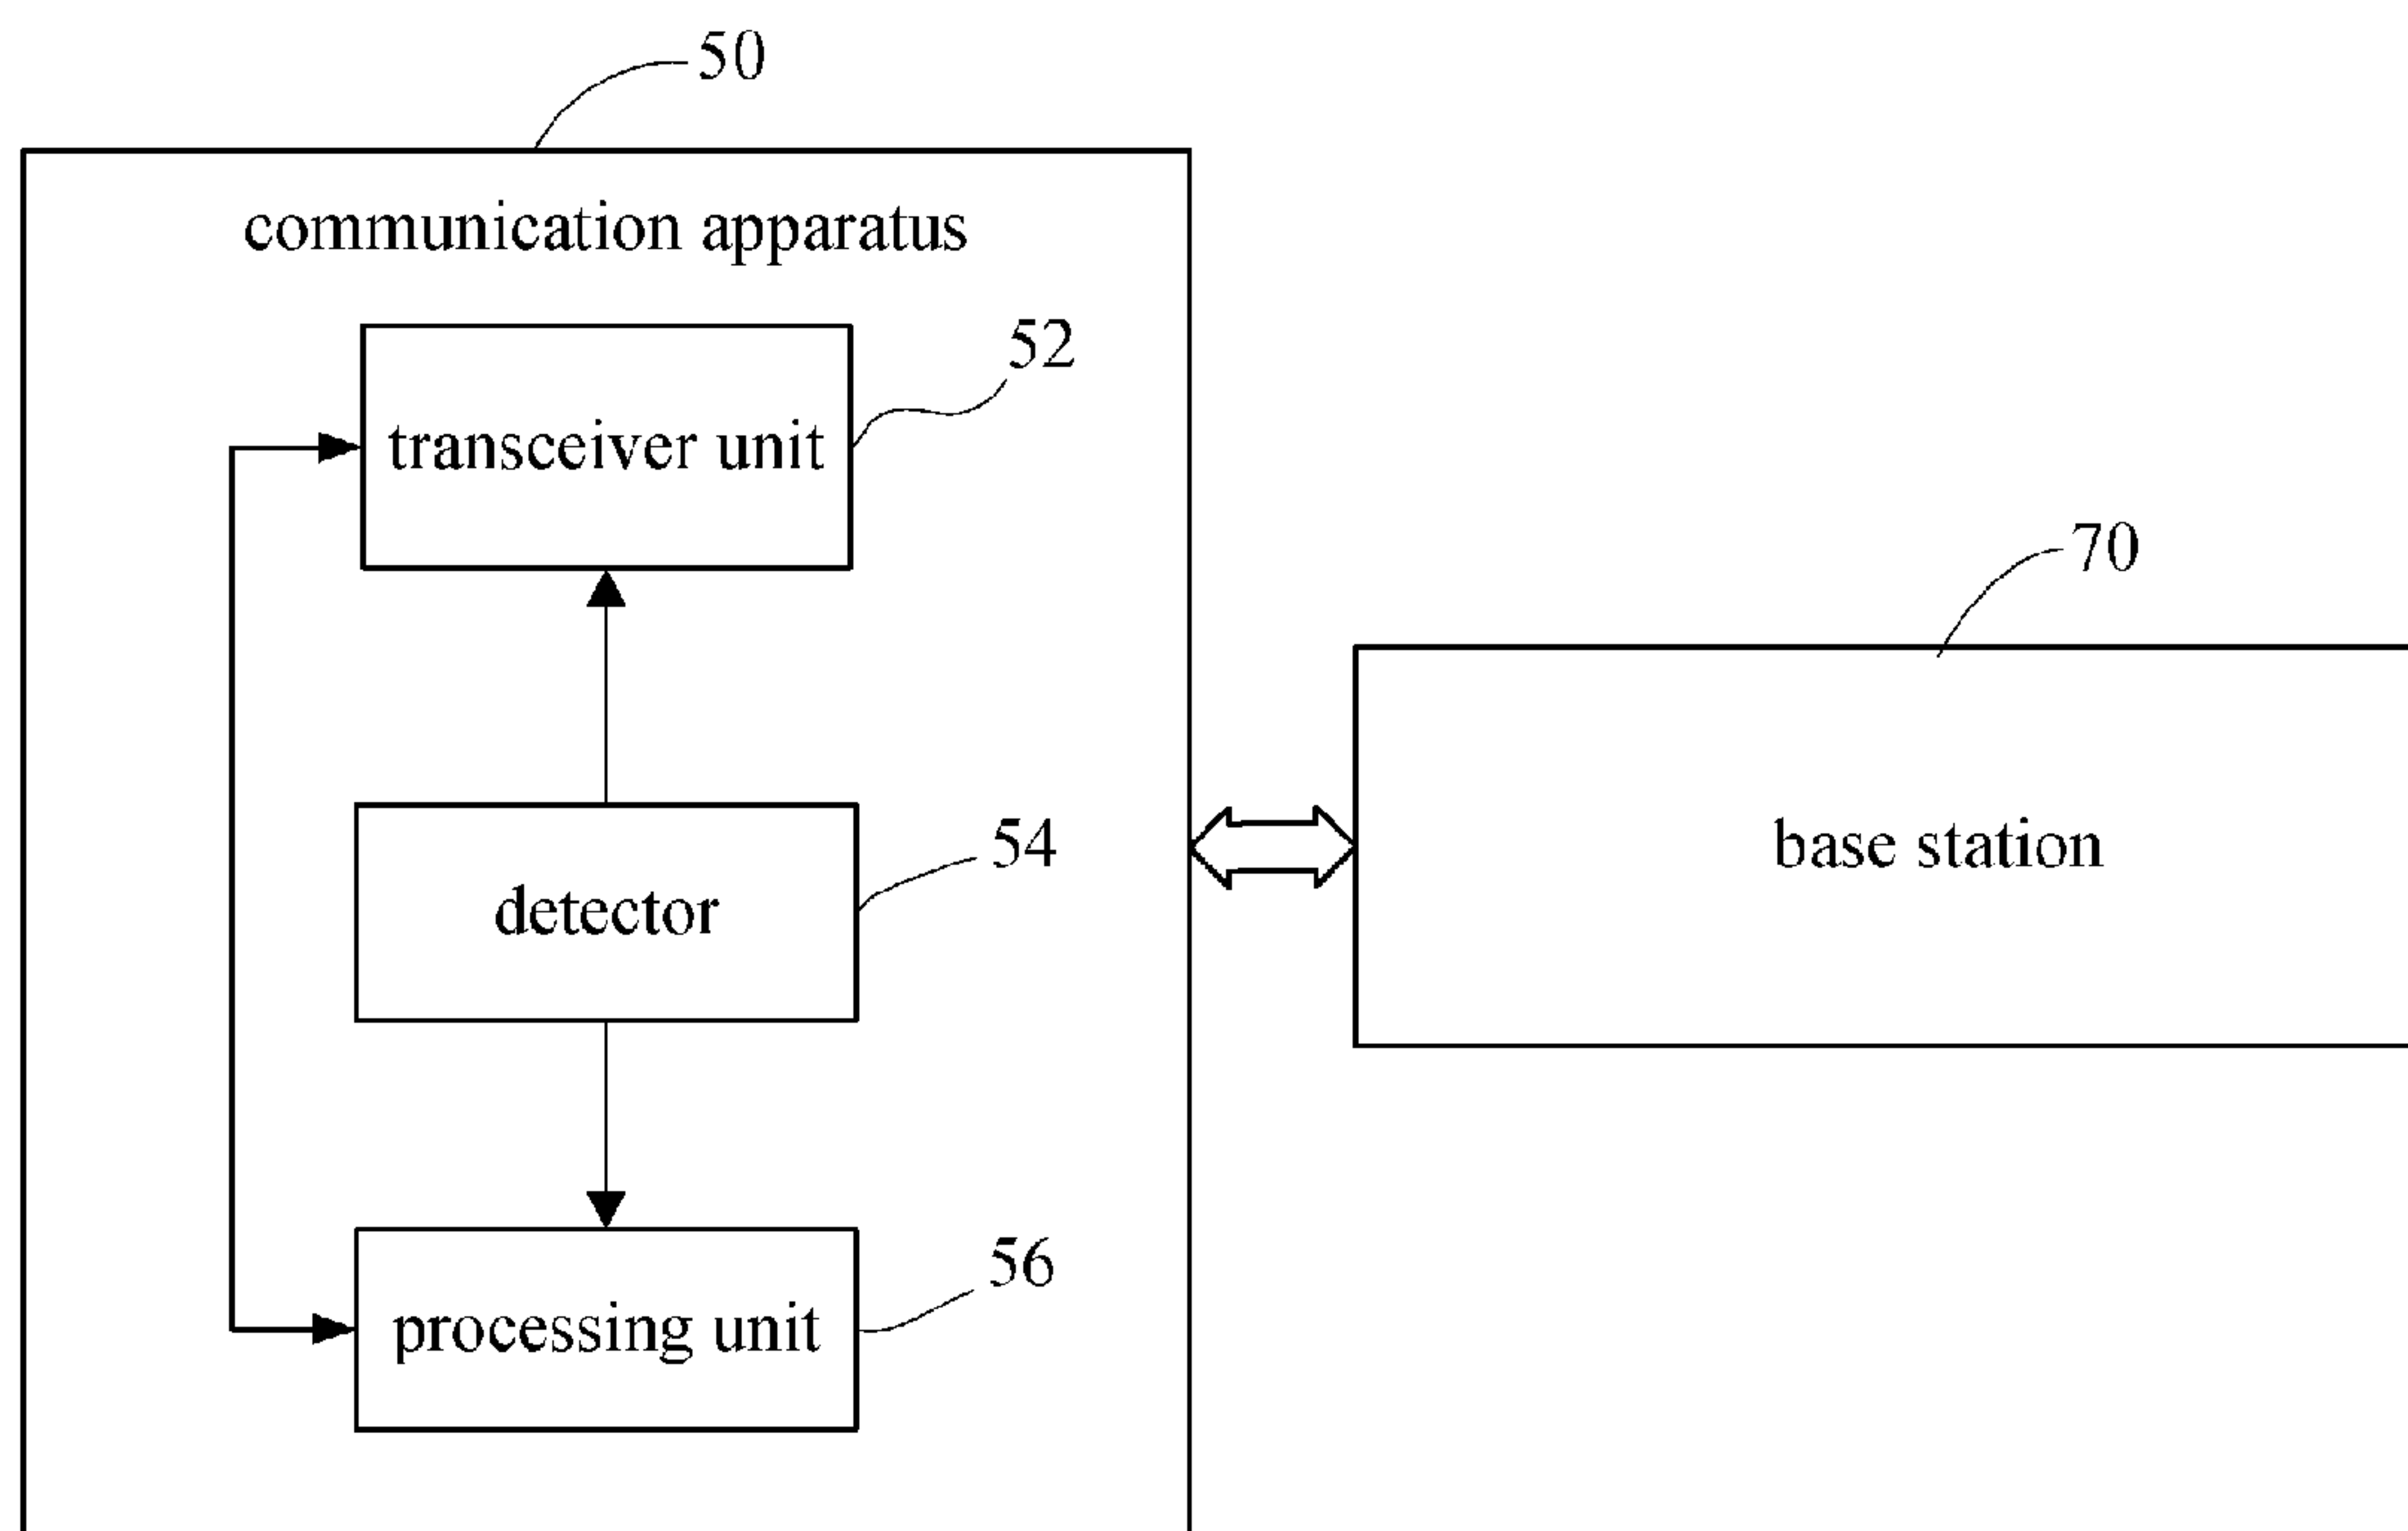 50
communication apparatus
52
transceiver unit
70
54
base station
detector
56
processing unit